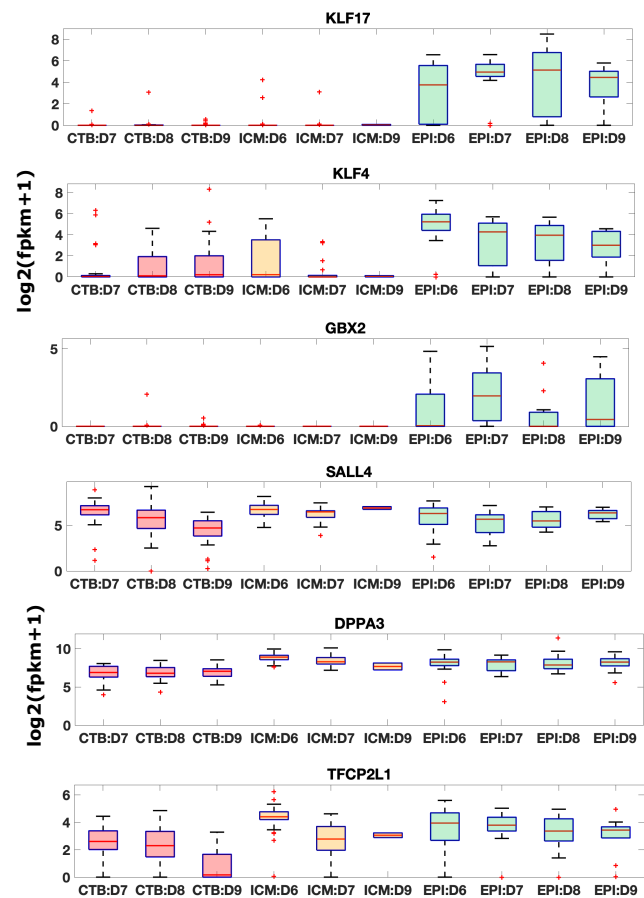 KLF17
8
6
4
2
0
CTB:D7 CTB:D8 CTB:D9 ICM:D6 ICM:D7 ICM:D9 EPI:D6 EPI:D7 EPI:D8 EPI:D9
log2(fpkm+1)
KLF4
8
6
4
2
0
CTB:D7 CTB:D8 CTB:D9 ICM:D6 ICM:D7 ICM:D9 EPI:D6 EPI:D7 EPI:D8 EPI:D9
GBX2
5
0
CTB:D7 CTB:D8 CTB:D9 ICM:D6 ICM:D7 ICM:D9 EPI:D6 EPI:D7 EPI:D8 EPI:D9
SALL4
5
0
CTB:D7 CTB:D8 CTB:D9 ICM:D6 ICM:D7 ICM:D9 EPI:D6 EPI:D7 EPI:D8 EPI:D9
log2(fpkm+1)
DPPA3
10
5
0
CTB:D7 CTB:D8 CTB:D9 ICM:D6 ICM:D7 ICM:D9 EPI:D6 EPI:D7 EPI:D8 EPI:D9
TFCP2L1
6
4
2
0
CTB:D7 CTB:D8 CTB:D9 ICM:D6 ICM:D7 ICM:D9 EPI:D6 EPI:D7 EPI:D8 EPI:D9